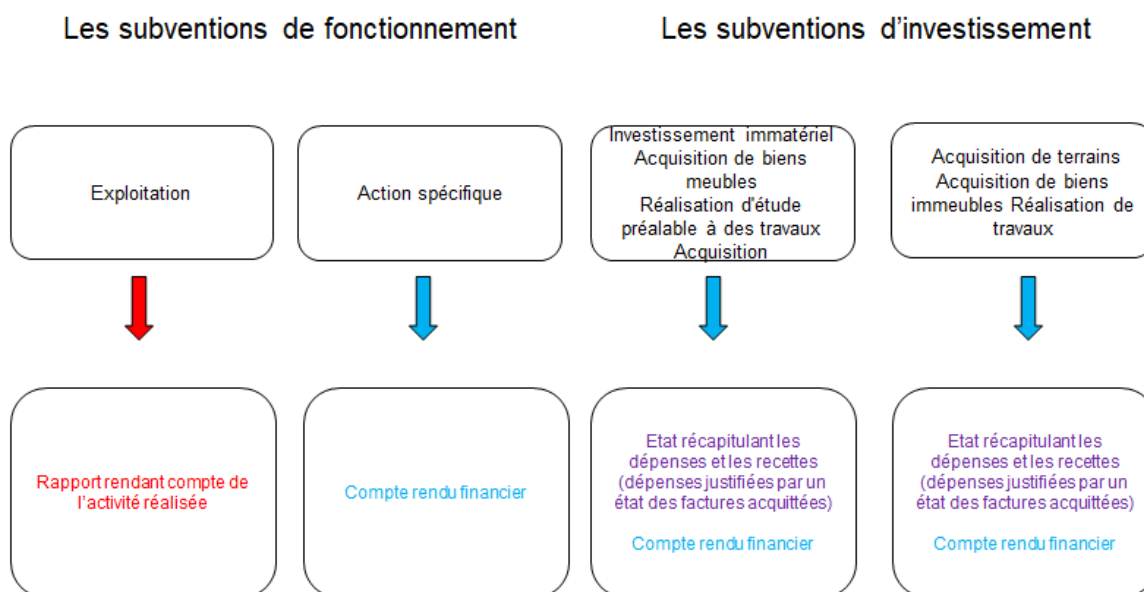 Les subventions de fonctionnement
Les subventions d'investissement
Exploitation
Action spécifique
Investissement immatériel
Acquisition de biens
meubles
Réalisation d'étude
préalable à des travaux
Acquisition
Acquisition de terrains
Acquisition de biens
immeubles Réalisation de
travaux
Rapport rendant compte de
l'activité réalisée
Compte rendu financier
Etat récapitulant les
dépenses et les recettes
(dépenses justifiées par un
état des factures acquittées)
Compte rendu financier
Etat récapitulant les
dépenses et les recettes
(dépenses justifiées par un
état des factures acquittées)
Compte rendu financier